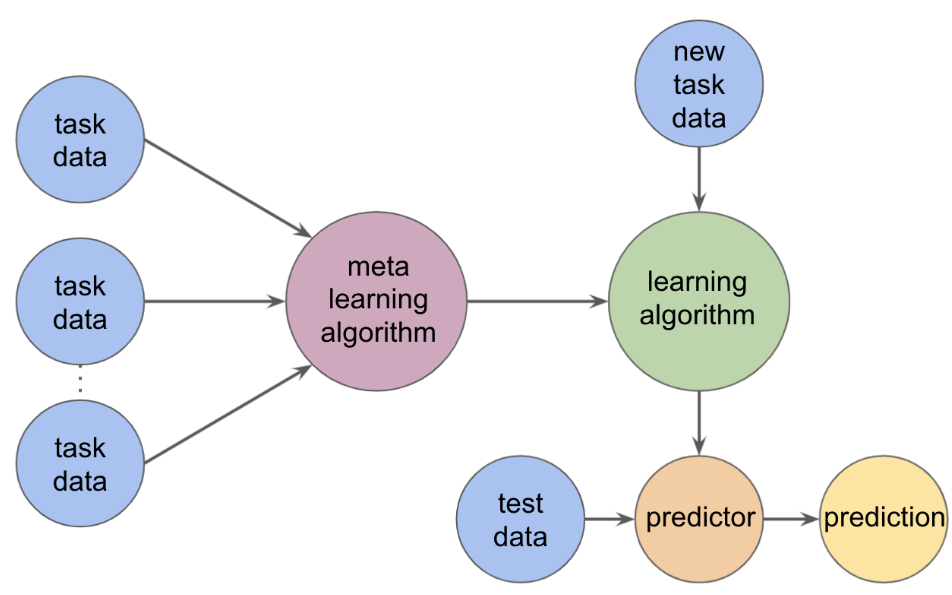 new
task
data
task
data
task
data
meta
learning
algorithm
learning
algorithm
task
data
test
data
predictor
prediction